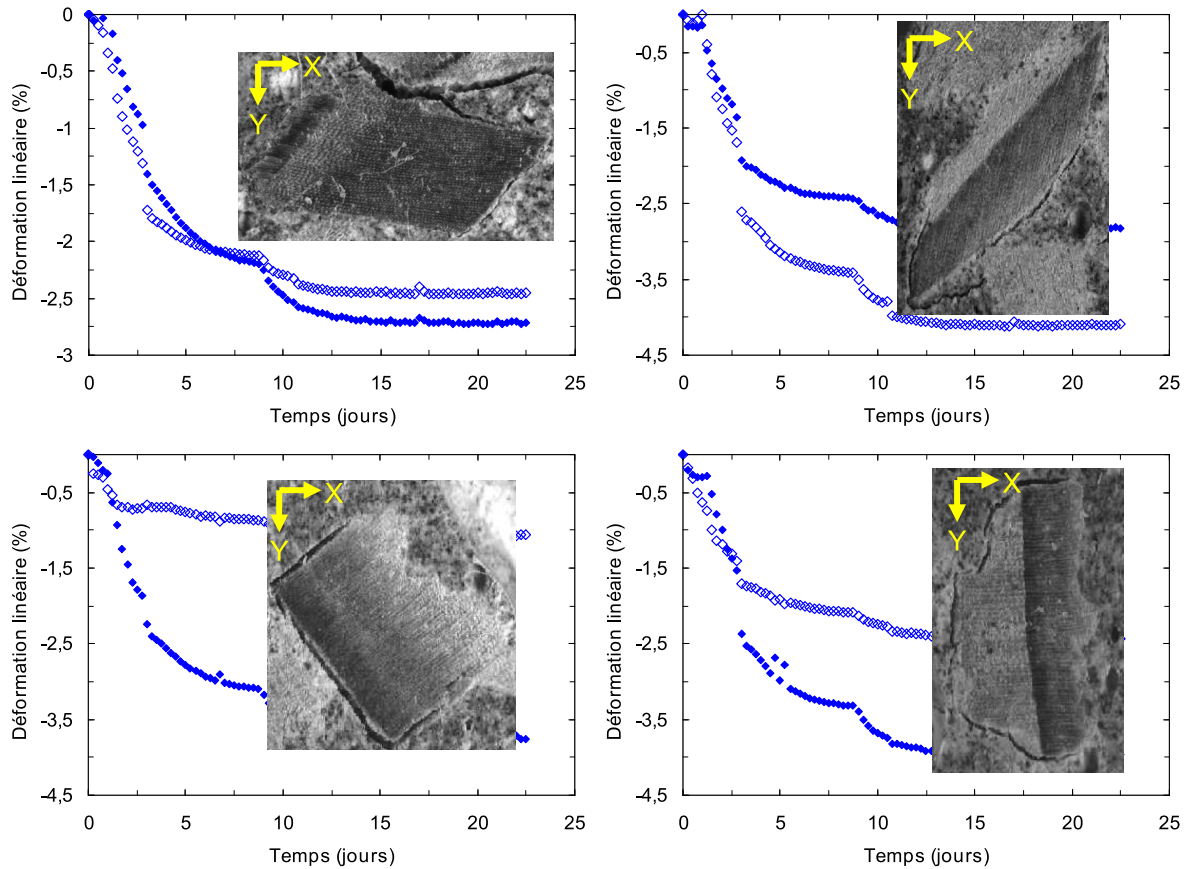 0
-0,5
-1
-1,5
-2
-2,5
-3
Déformation linéaire (%)
X
Y
0 5 10 15 20 25
Temps (jours)
-0,5
-1,5
-2,5
-3,5
-4,5
Déformation linéaire (%)
X
Y
0 5 10 15 20 25
Temps (jours)
-0,5
-1,5
-2,5
-3,5
-4,5
Déformation linéaire (%)
X
Y
0 5 10 15 20 25
Temps (jours)
-0,5
-1,5
-2,5
-3,5
-4,5
Déformation linéaire (%)
X
Y
0 5 10 15 20 25
Temps (jours)